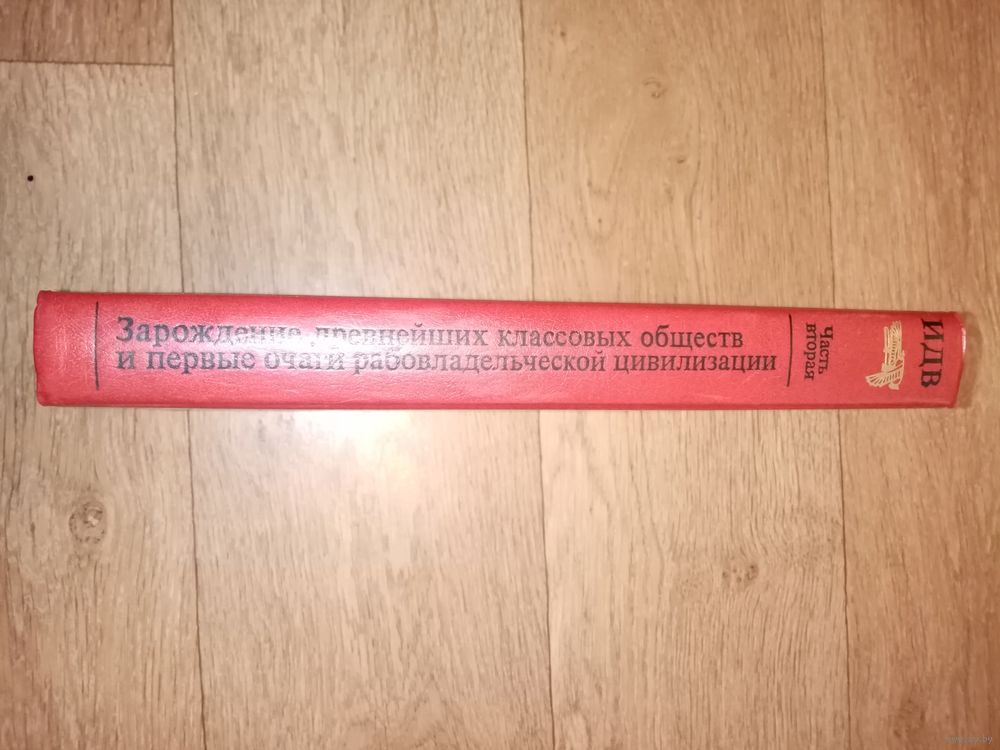 ИДВ
Часть
вторая
Зарождение древнейших классовых обществ
и первые очаги рабовладельческой цивилизации